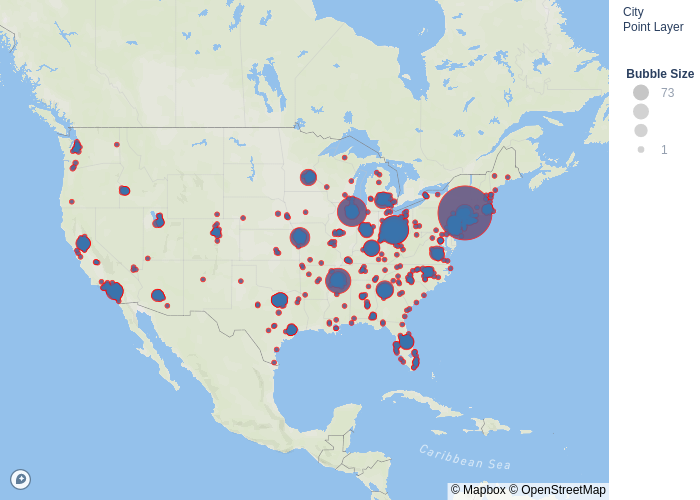 City
Point Layer
Bubble Size
73
1
Caribbean Sea
© Mapbox © OpenStreetMap